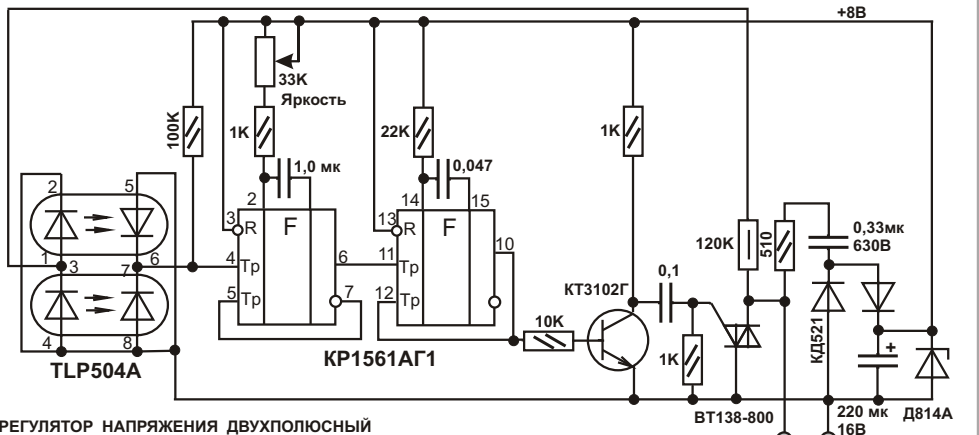 +8В
33K
Яркость
100K
1K
22K
1K
1,0 мк
0,047
2
5
2
14
15
3
R
F
13
R
F
120K
510
0,33мк
630В
1
3
7
6
4
Тр
6
11
Тр
10
0,1
КТ3102Г
5
Тр
7
12
Тр
10K
1K
КД521
+
4
8
TLP504A
КР1561АГ1
ВТ138-800
220 мк
16В
Д814А
РЕГУЛЯТОР НАПРЯЖЕНИЯ ДВУХПОЛЮСНЫЙ